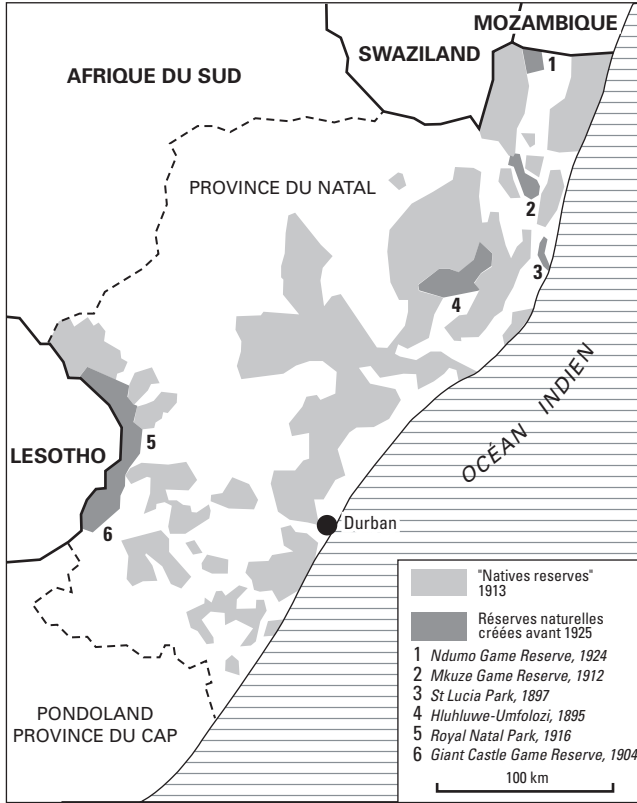 MOZAMBIQUE
SWAZILAND
AFRIQUE DU SUD
1
PROVINCE DU NATAL
2
3
4
OCÉAN INDIEN
5
LESOTHO
6
Durban
PONDOLAND
PROVINCE DU CAP
"Natives reserves"
1913
Réserves naturelles
créées avant 1925
1 Ndumo Game Reserve, 1924
2 Mkuze Game Reserve, 1912
3 St Lucia Park, 1897
4 Hluhluwe-Umfolozi, 1895
5 Royal Natal Park, 1916
6 Giant Castle Game Reserve, 1904
100 km